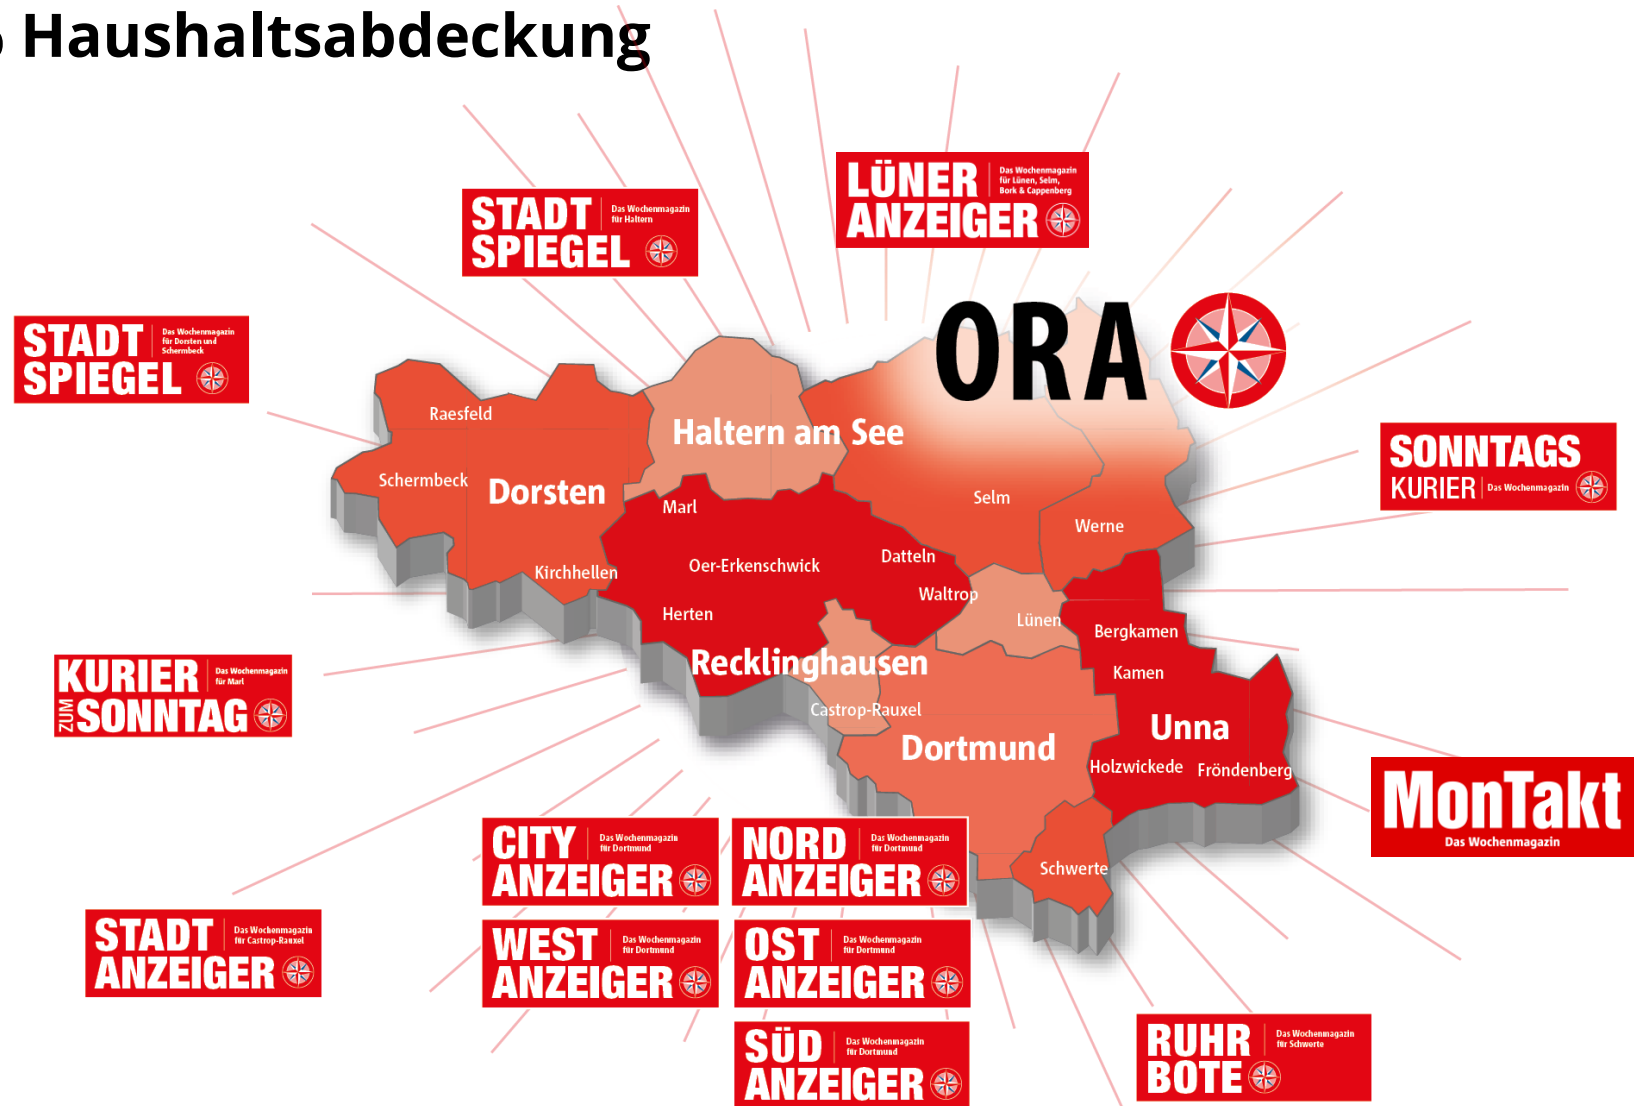 Haushaltsabdeckung
LÜNER
ANZEIGER
Das Wochenmagazin
für Lünen, Selm,
Bork & Cappenberg
STADT
SPIEGEL
Das Wochenmagazin
für Haltern
STADT
SPIEGEL
Das Wochenmagazin
für Dorsten und
Schermbeck
ORA
Raesfeld
Haltern am See
Schermbeck
Dorsten
Marl
Selm
Werne
SONNTAGS
KURIER
Das Wochenmagazin
Oer-Erkenschwick
Datteln
Kirchhellen
Waltrop
Herten
Lünen
Bergkamen
Recklinghausen
Kamen
KURIER
ZUM
SONNTAG
Das Wochenmagazin
für Marl
Castrop-Rauxel
Unna
Dortmund
Holzwickede
Fröndenberg
MonTakt
Das Wochenmagazin
Schwerte
CITY
ANZEIGER
Das Wochenmagazin
für Dortmund
NORD
ANZEIGER
Das Wochenmagazin
für Dortmund
STADT
ANZEIGER
Das Wochenmagazin
für Castrop-Rauxel
WEST
ANZEIGER
Das Wochenmagazin
für Dortmund
OST
ANZEIGER
Das Wochenmagazin
für Dortmund
SÜD
ANZEIGER
Das Wochenmagazin
für Dortmund
RUHR
BOTE
Das Wochenmagazin
für Schwerte